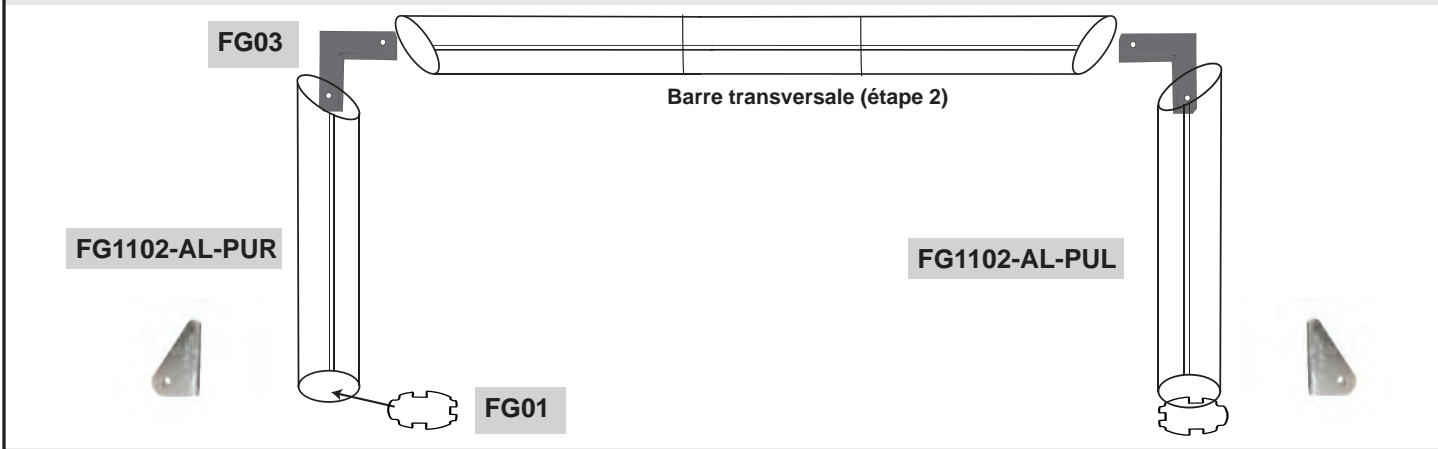 FG03
Barre transversale (étape 2)
FG1102-AL-PUR
FG1102-AL-PUL
FG01